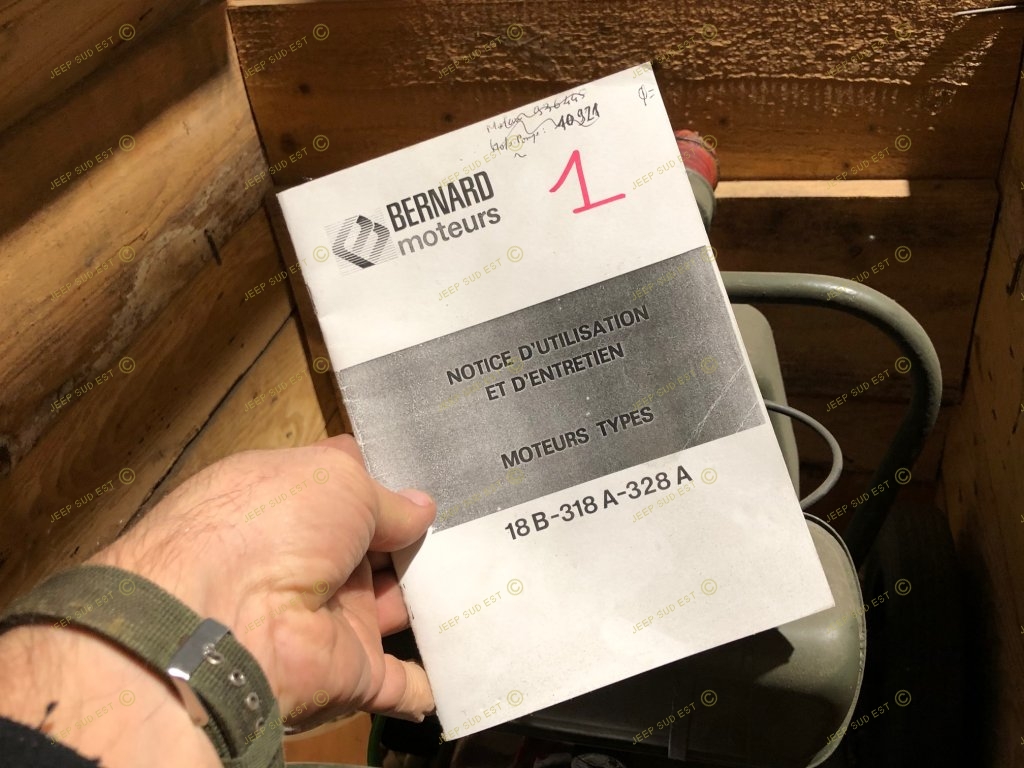 1
BERNARD
moteurs
NOTICE D'UTILISATION
ET D'ENTRETIEN
MOTEURS TYPES
18 B-318 A-328 A
JEEP SUD EST ©